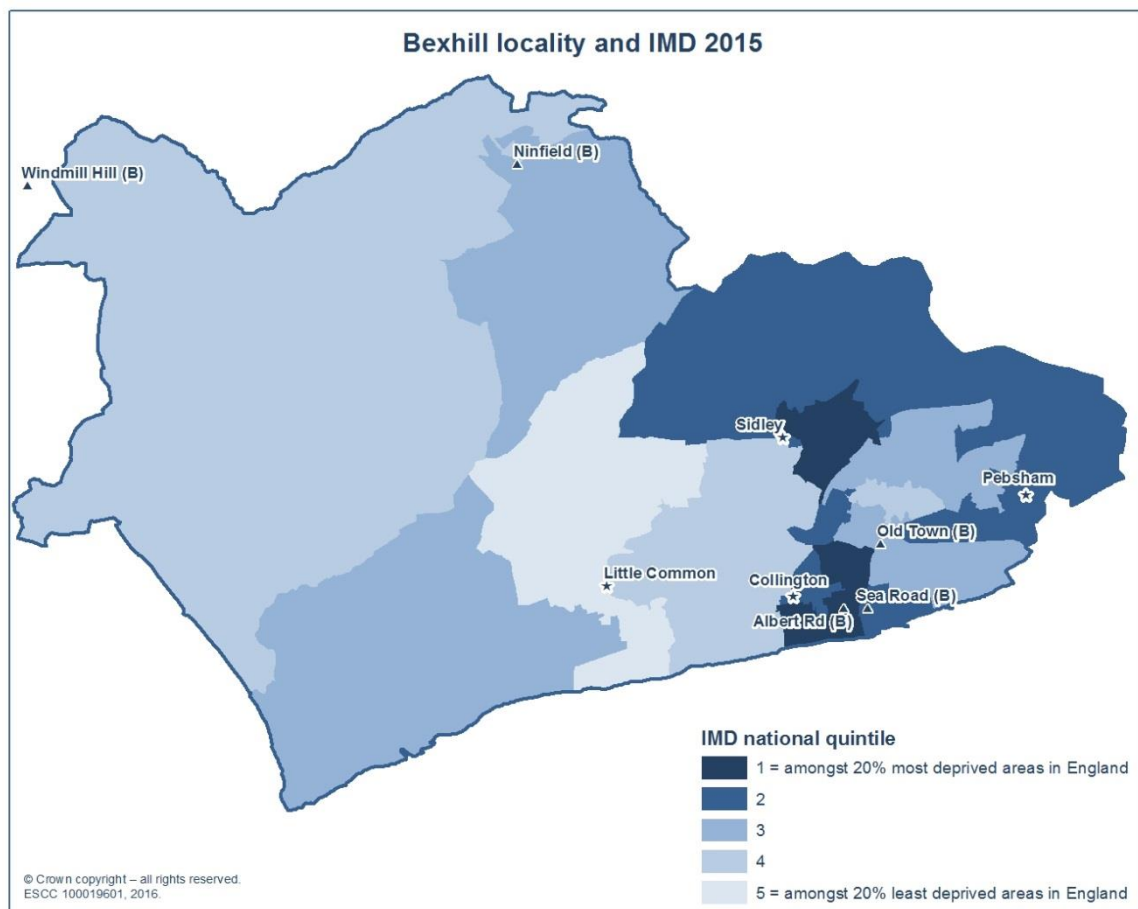 Bexhill locality and IMD 2015
Windmill Hill (B)
Ninfield (B)
Sidley
Pebsham
Old Town (B)
Little Common
Collington
Sea Road (B)
Albert Rd (B)
IMD national quintile
1 = amongst 20% most deprived areas in England
2
3
4
5 = amongst 20% least deprived areas in England
© Crown copyright – all rights reserved.
ESCC 100019601, 2016.